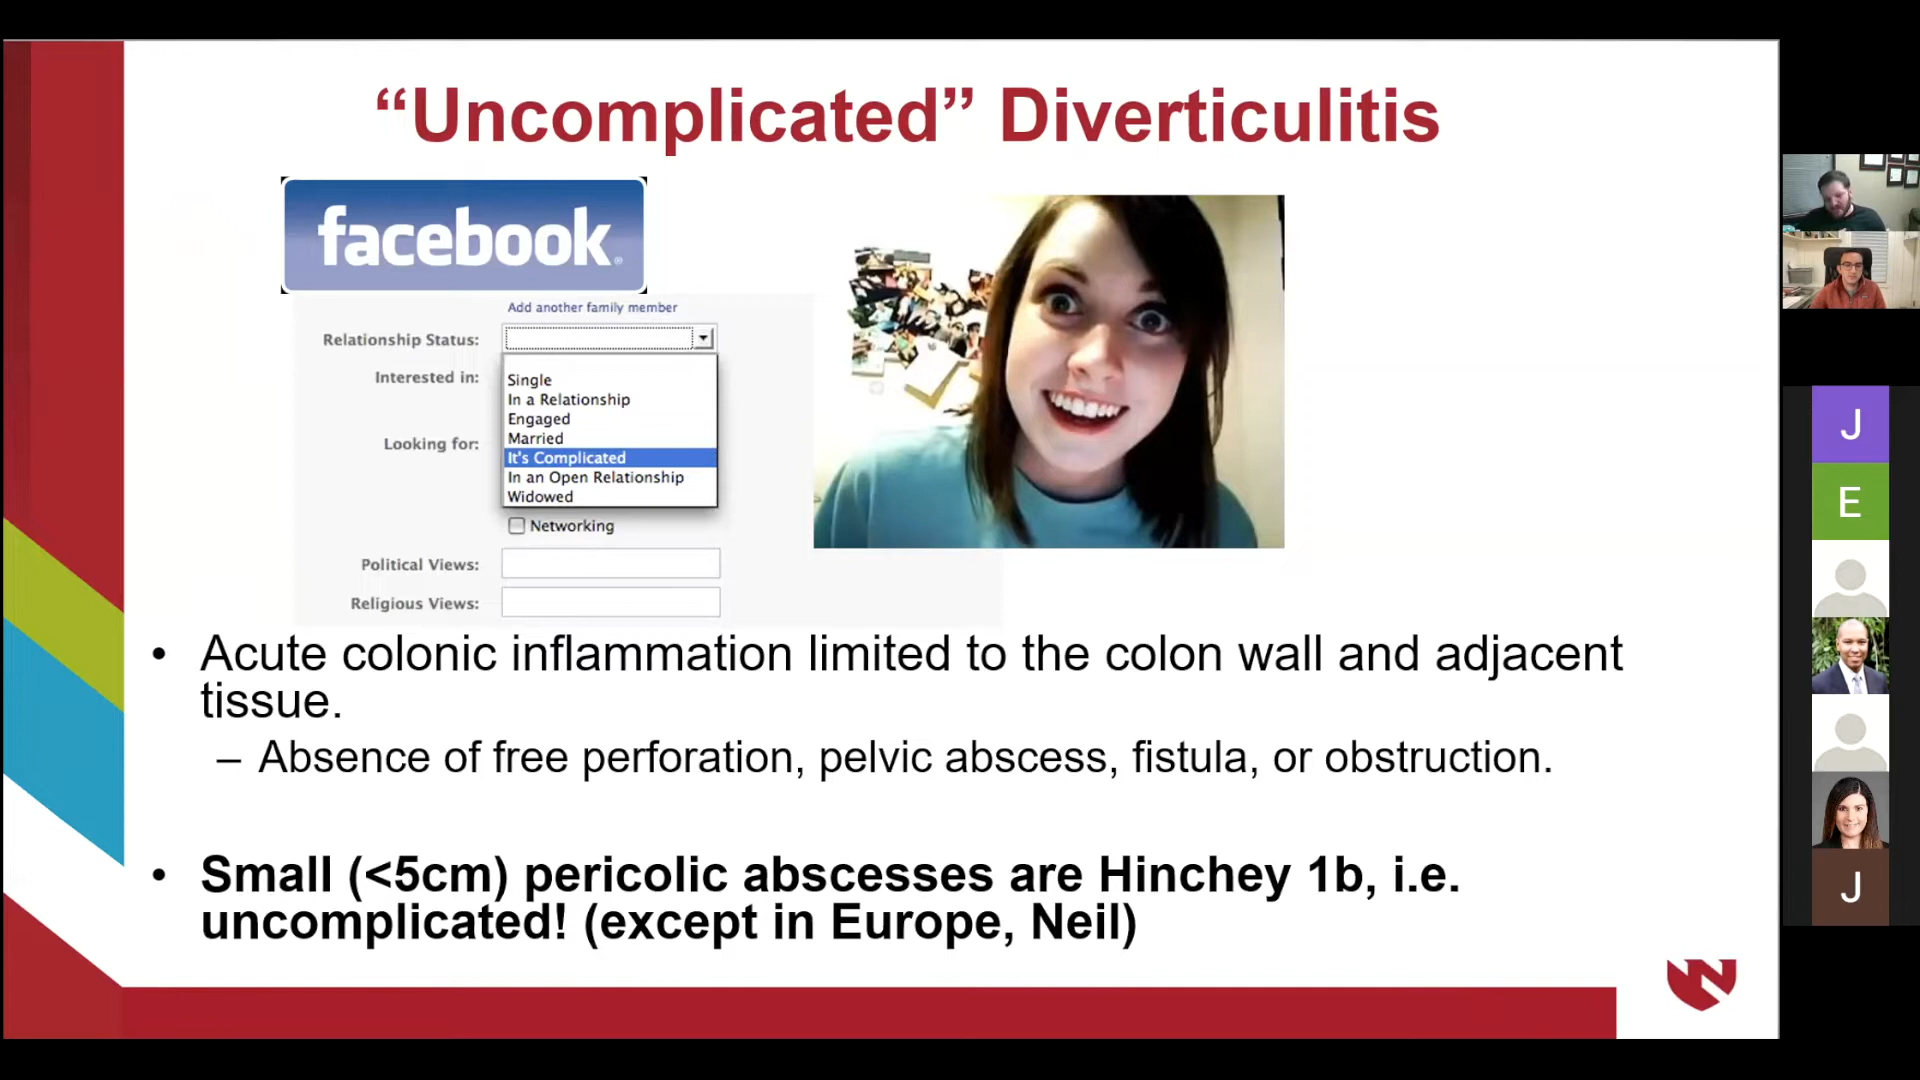 “Uncomplicated” Diverticulitis
facebook
Add another family member
Relationship Status:
Interested in:
Looking for:
Single
In a Relationship
Engaged
Married
It's Complicated
In an Open Relationship
Widowed
Networking
Political Views:
Religious Views:
• Acute colonic inflammation limited to the colon wall and adjacent
tissue.
– Absence of free perforation, pelvic abscess, fistula, or obstruction.
• Small (<5cm) pericolic abscesses are Hinchey 1b, i.e.
uncomplicated! (except in Europe, Neil)
N
J
E
J